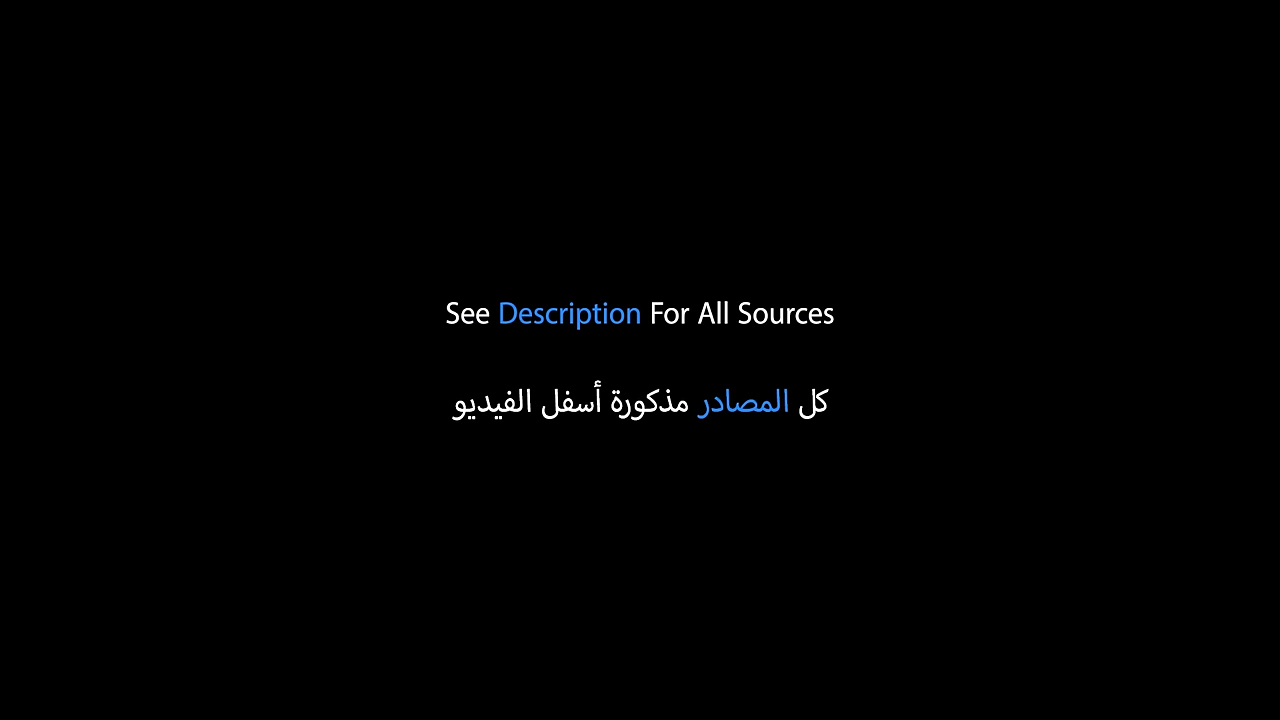 See Description For All Sources
كل المصادر مذكورة أسفل الفيديو